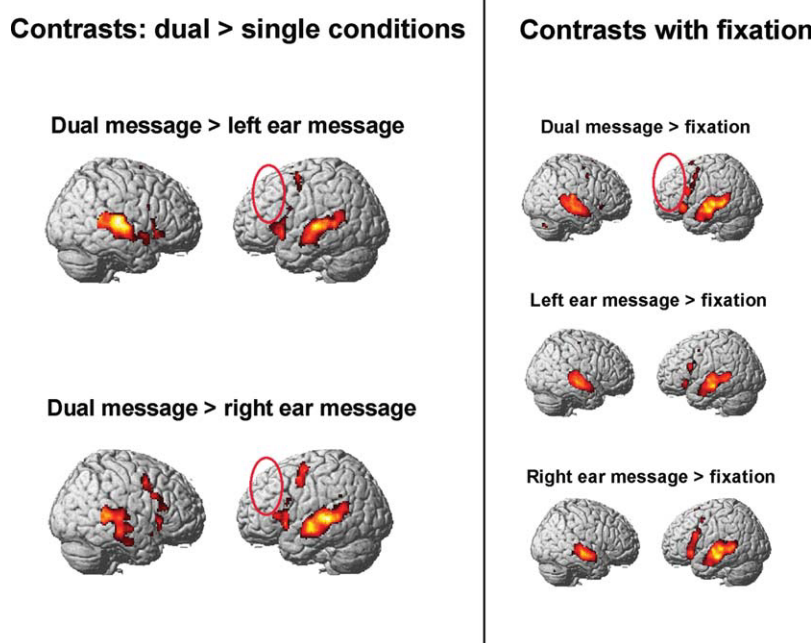 Contrasts: dual > single conditions
Dual message > left ear message
Dual message > right ear message
Contrasts with fixation
Dual message > fixation
Left ear message > fixation
Right ear message > fixation